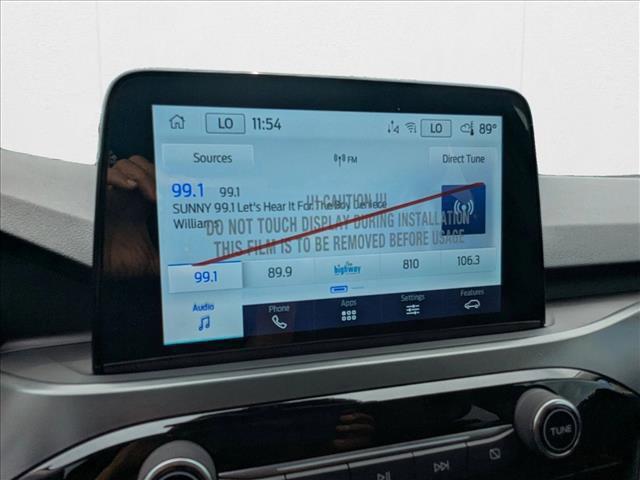 LO 11:54 LO 89°
Sources FM Direct Tune
99.1 99.1
SUNNY 99.1 Let's Hear It For The Boy Deniece
Williams
!!! CAUTION !!!
DO NOT TOUCH DISPLAY DURING INSTALLATION
THIS FILM IS TO BE REMOVED BEFORE USAGE
99.1 89.9 the highway 810 106.3
Audio Phone Apps Settings Features
TUNE